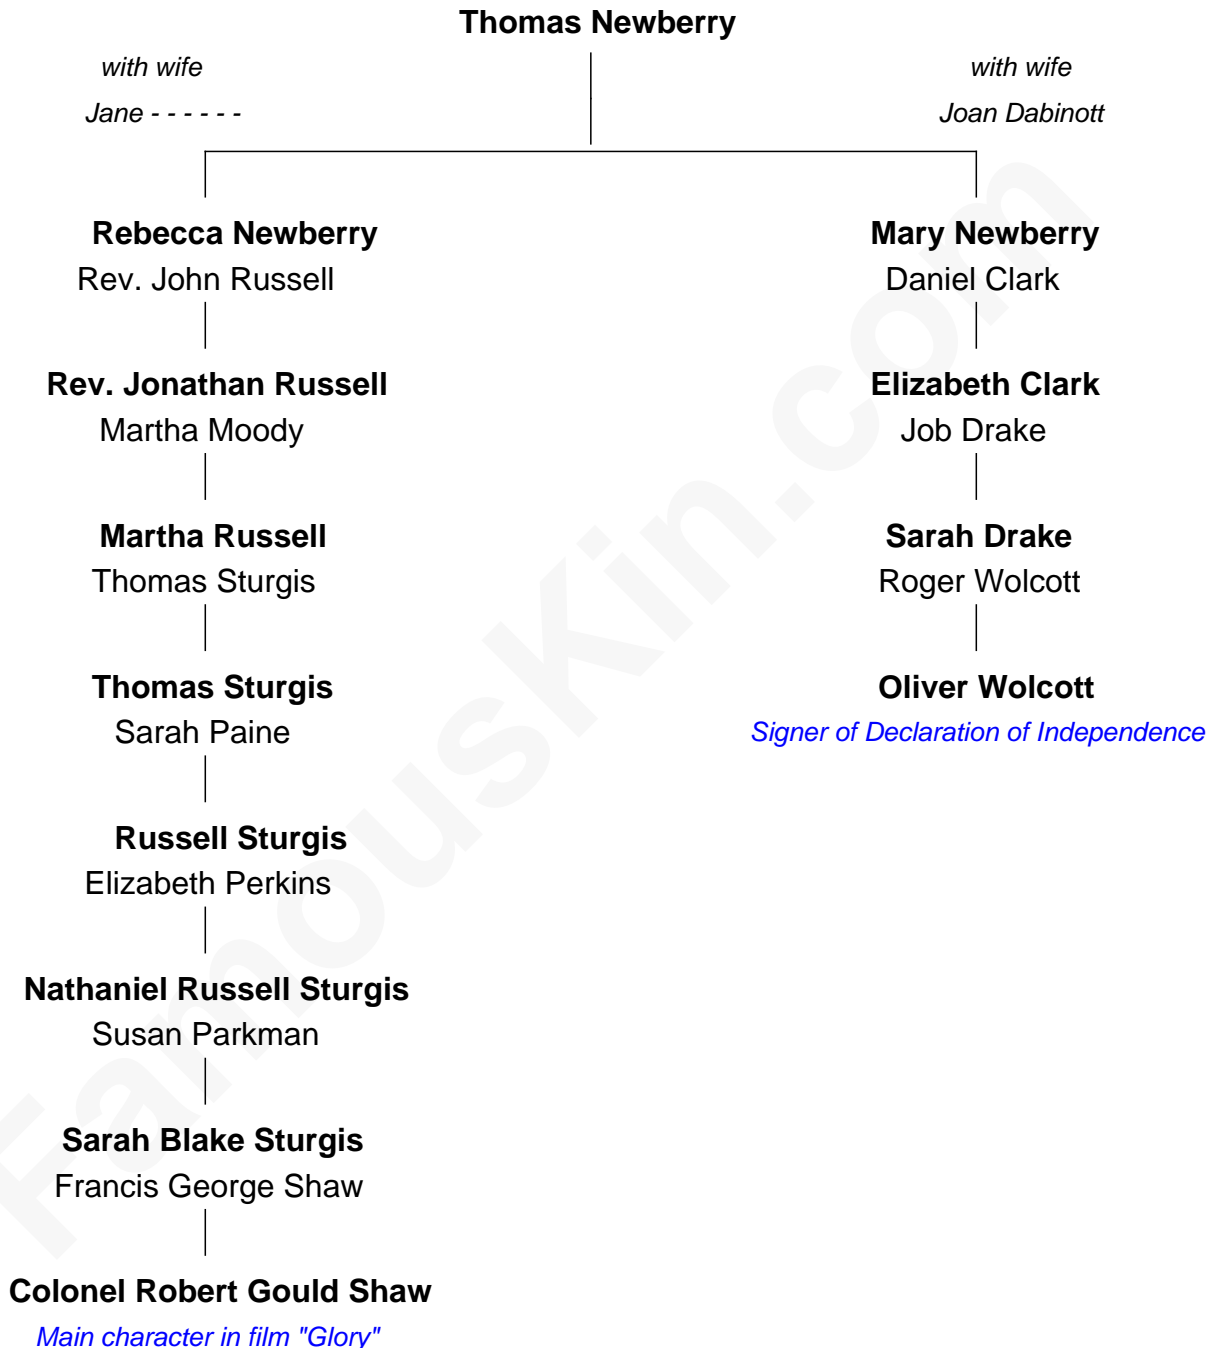 Thomas Newberry
with wife
Jane - - - - - -
with wife
Joan Dabinott
Rebecca Newberry
Rev. John Russell
Mary Newberry
Daniel Clark
Rev. Jonathan Russell
Martha Moody
Elizabeth Clark
Job Drake
Martha Russell
Thomas Sturgis
Sarah Drake
Roger Wolcott
Thomas Sturgis
Sarah Paine
Oliver Wolcott
Signer of Declaration of Independence
Russell Sturgis
Elizabeth Perkins
Nathaniel Russell Sturgis
Susan Parkman
Sarah Blake Sturgis
Francis George Shaw
Colonel Robert Gould Shaw
Main character in film "Glory"
FamousKin.com